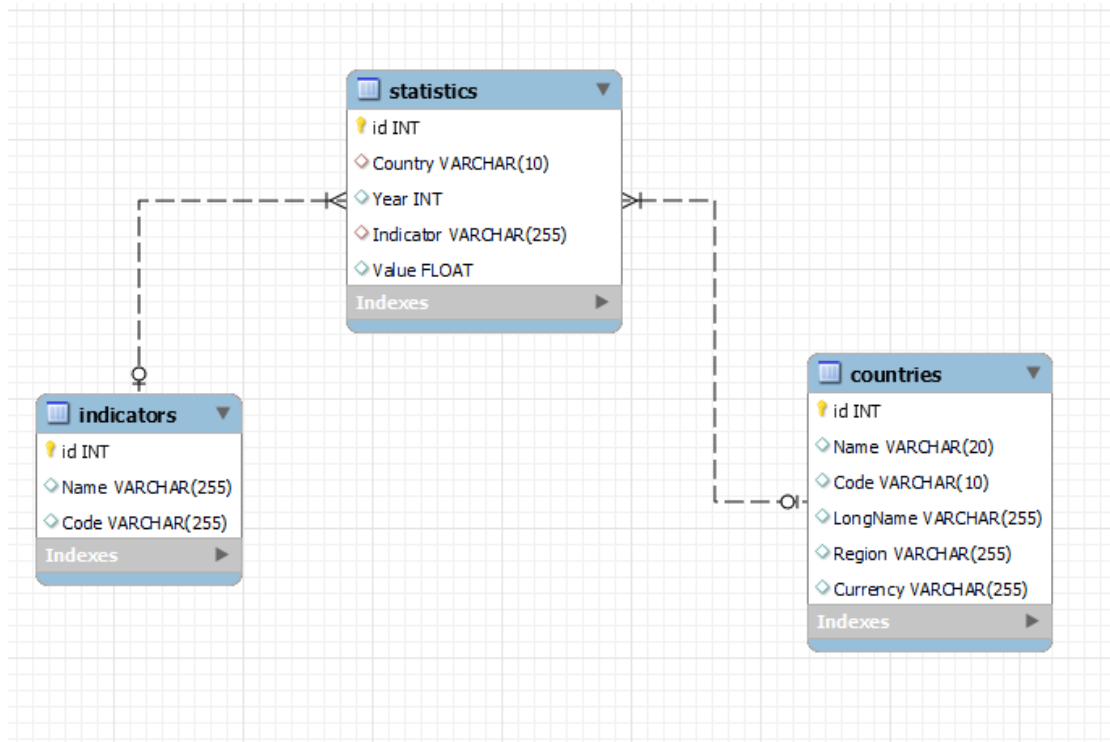 statistics
id INT
Country VARCHAR(10)
Year INT
Indicator VARCHAR(255)
Value FLOAT
Indexes
indicators
id INT
Name VARCHAR(255)
Code VARCHAR(255)
Indexes
countries
id INT
Name VARCHAR(20)
Code VARCHAR(10)
LongName VARCHAR(255)
Region VARCHAR(255)
Currency VARCHAR(255)
Indexes